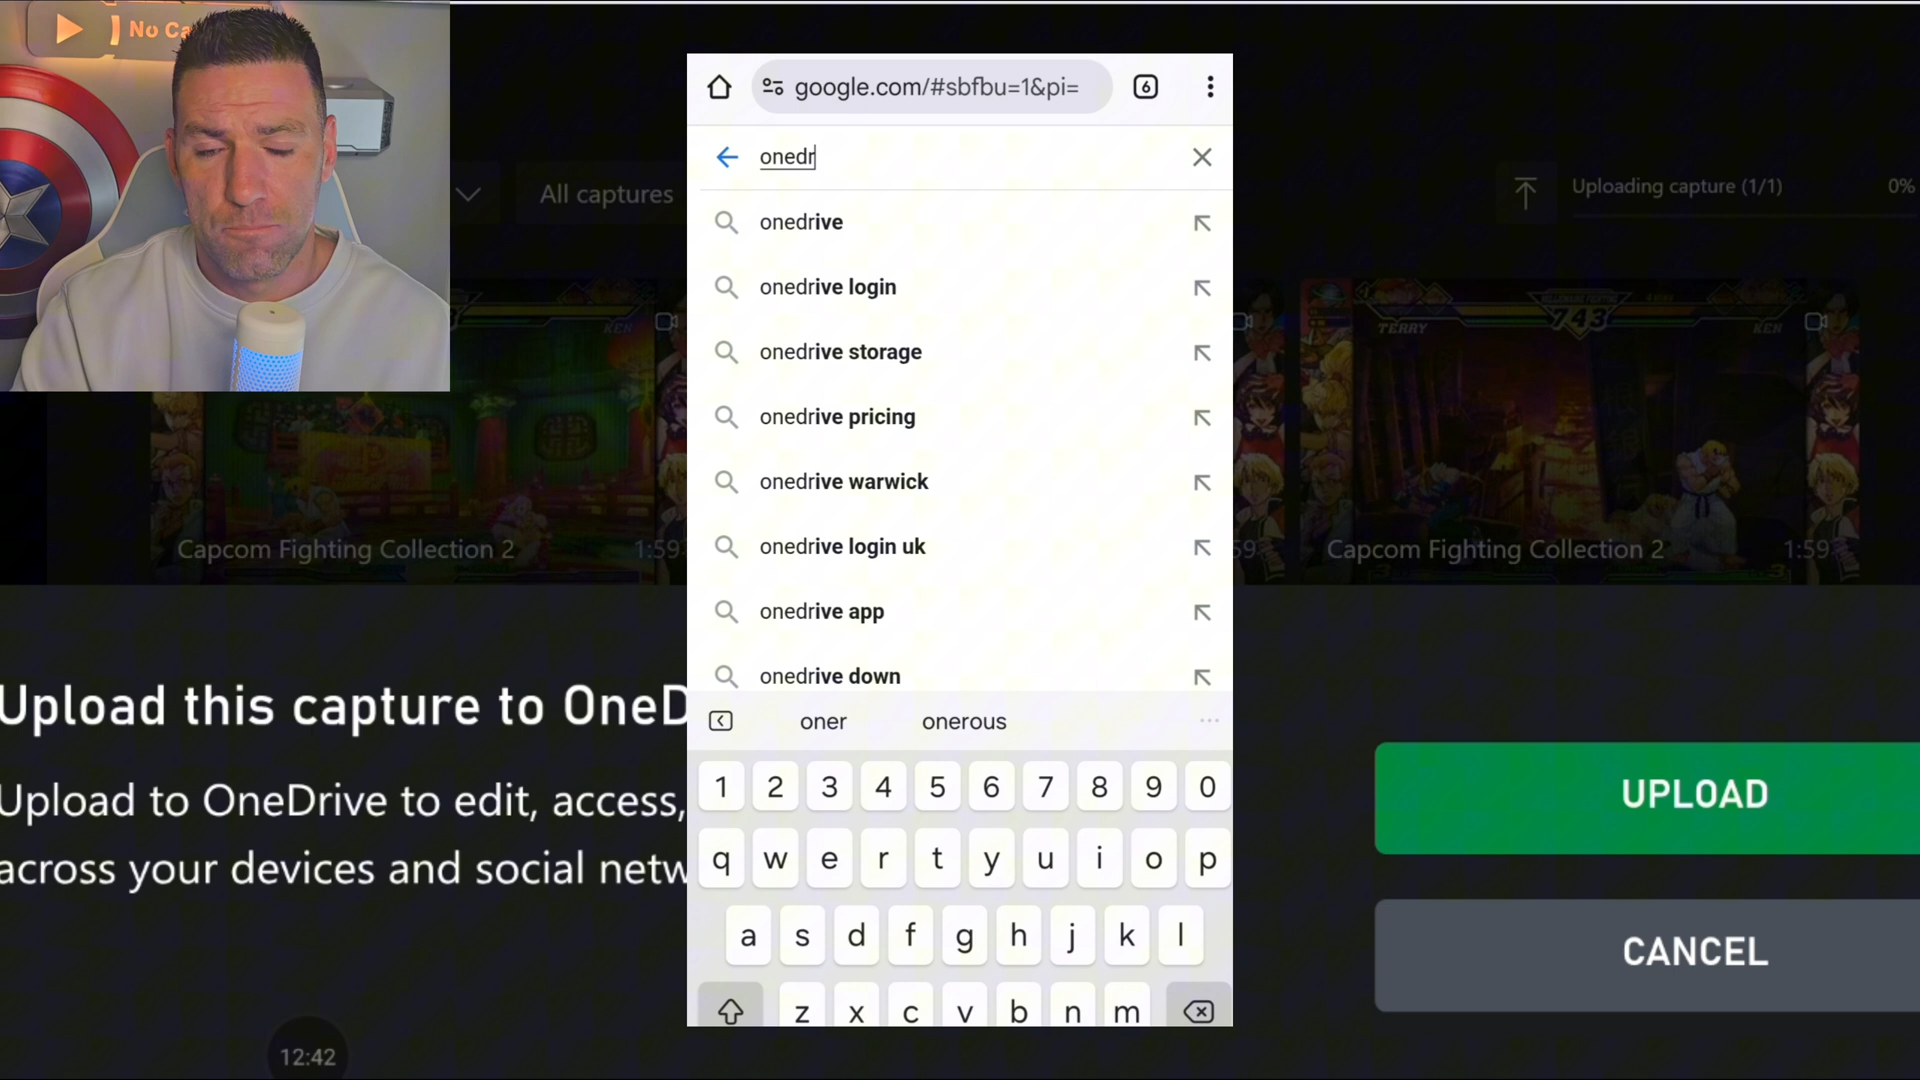 No Ca
google.com/#sbfbu=1&pi=
6
onedr
All captures
Uploading capture (1/1) 0%
onedrive
onedrive login
onedrive storage
onedrive pricing
onedrive warwick
onedrive login uk
onedrive app
onedrive down
KEN
TERRY 743 KEN
Capcom Fighting Collection 2 1:59
59
Capcom Fighting Collection 2 1:59
Upload this capture to OneD
Upload to OneDrive to edit, access,
across your devices and social netw
UPLOAD
CANCEL
oner onerous
1 2 3 4 5 6 7 8 9 0
q w e r t y u i o p
a s d f g h j k l
z x c v b n m
12:42